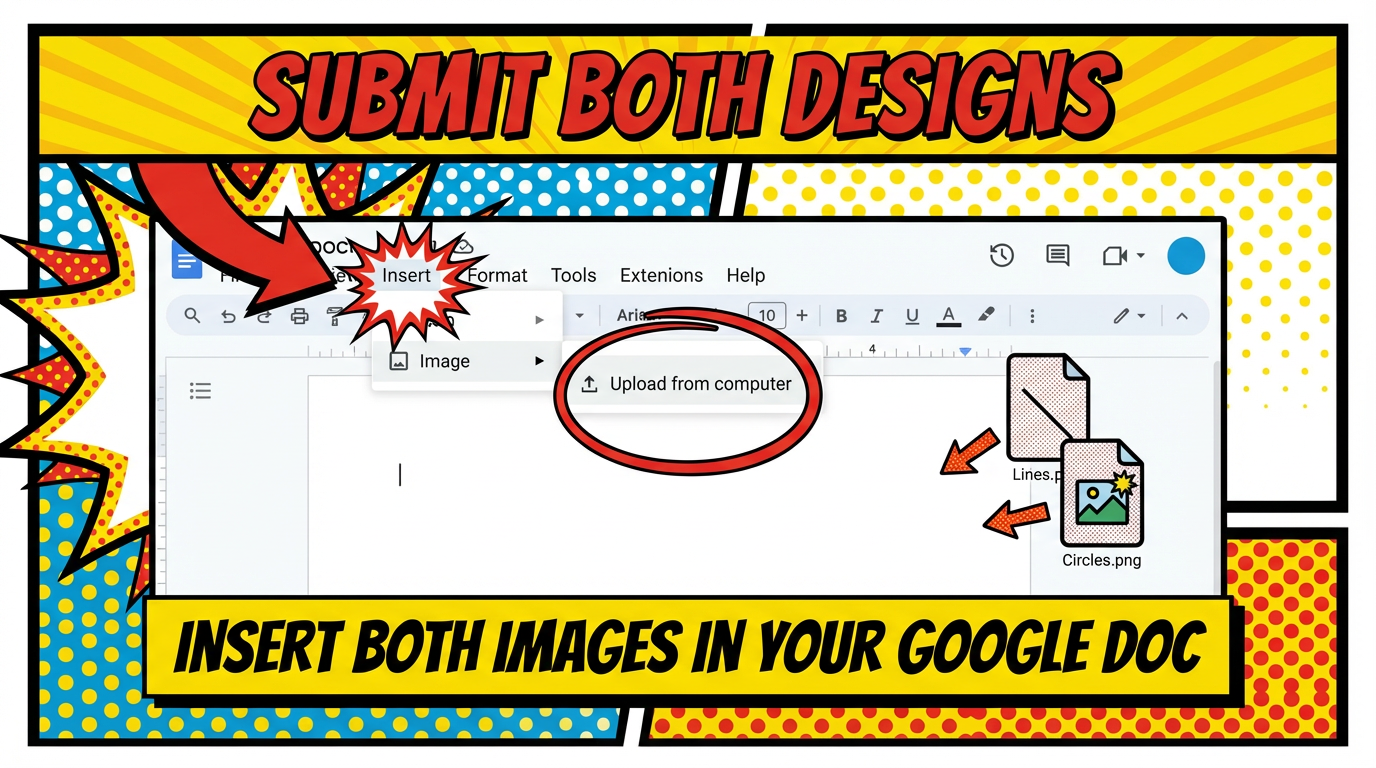 SUBMIT BOTH DESIGNS
Insert Format Tools Extenions Help
10 B I U A
4
Image
Upload from computer
Circles.png
INSERT BOTH IMAGES IN YOUR GOOGLE DOC